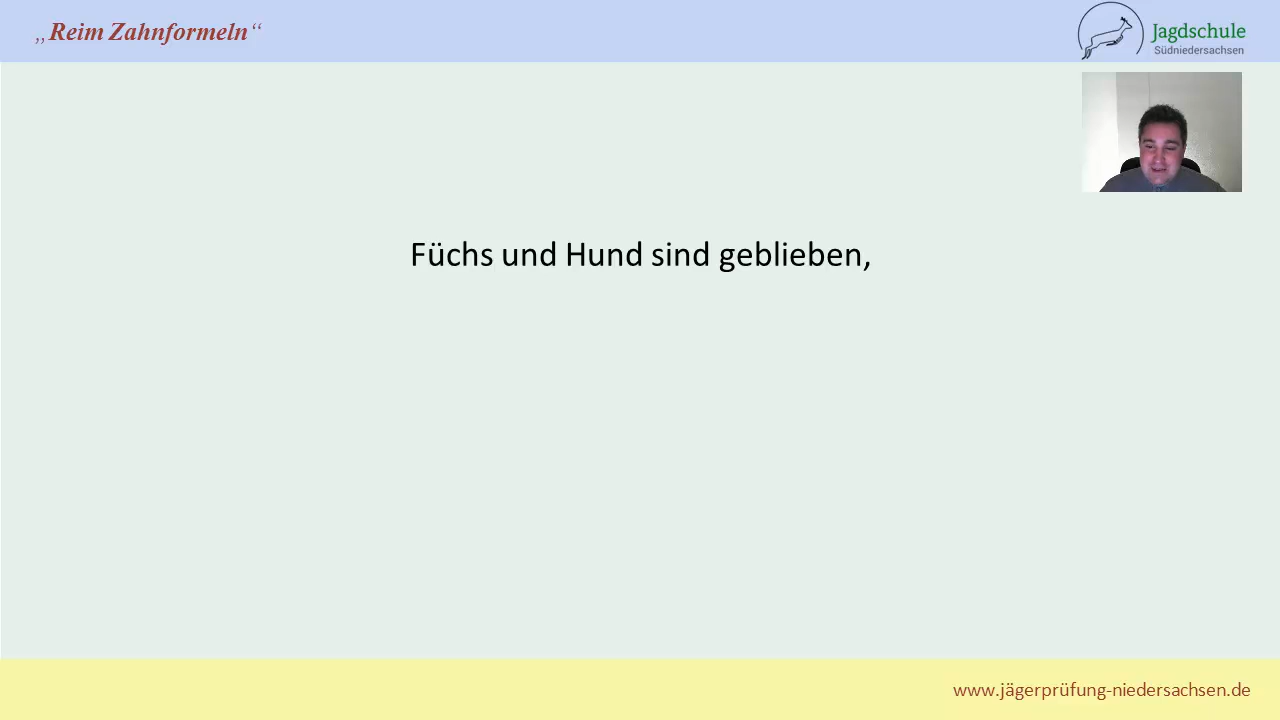 „Reim Zahnformeln“
Jagdschule
Südniedersachsen
Füchs und Hund sind geblieben,
www.jägerprüfung-niedersachsen.de